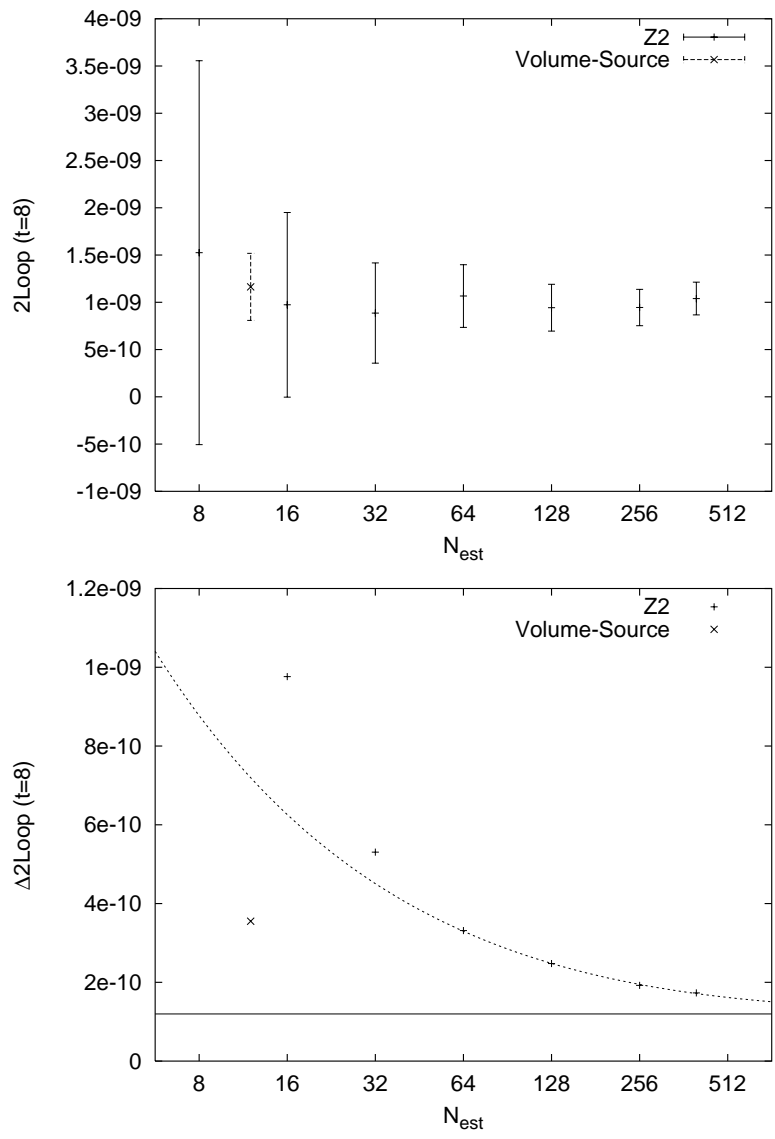 4e-09
3.5e-09
3e-09
2.5e-09
2e-09
1.5e-09
1e-09
5e-10
0
-5e-10
-1e-09
2Loop (t=8)
Z2
Volume-Source
8 16 32 64 128 256 512
N_est
1.2e-09
1e-09
8e-10
6e-10
4e-10
2e-10
0
Δ2Loop (t=8)
Z2
Volume-Source
8 16 32 64 128 256 512
N_est